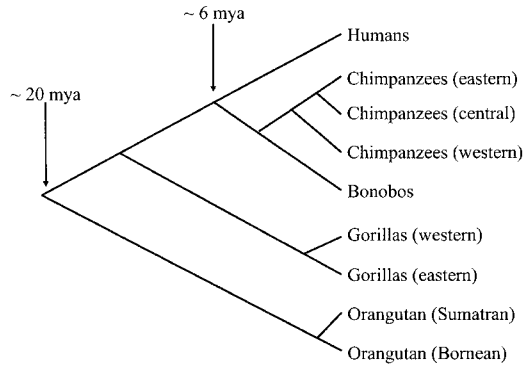 ~ 6 mya
Humans
Chimpanzees (eastern)
~ 20 mya
Chimpanzees (central)
Chimpanzees (western)
Bonobos
Gorillas (western)
Gorillas (eastern)
Orangutan (Sumatran)
Orangutan (Bornean)